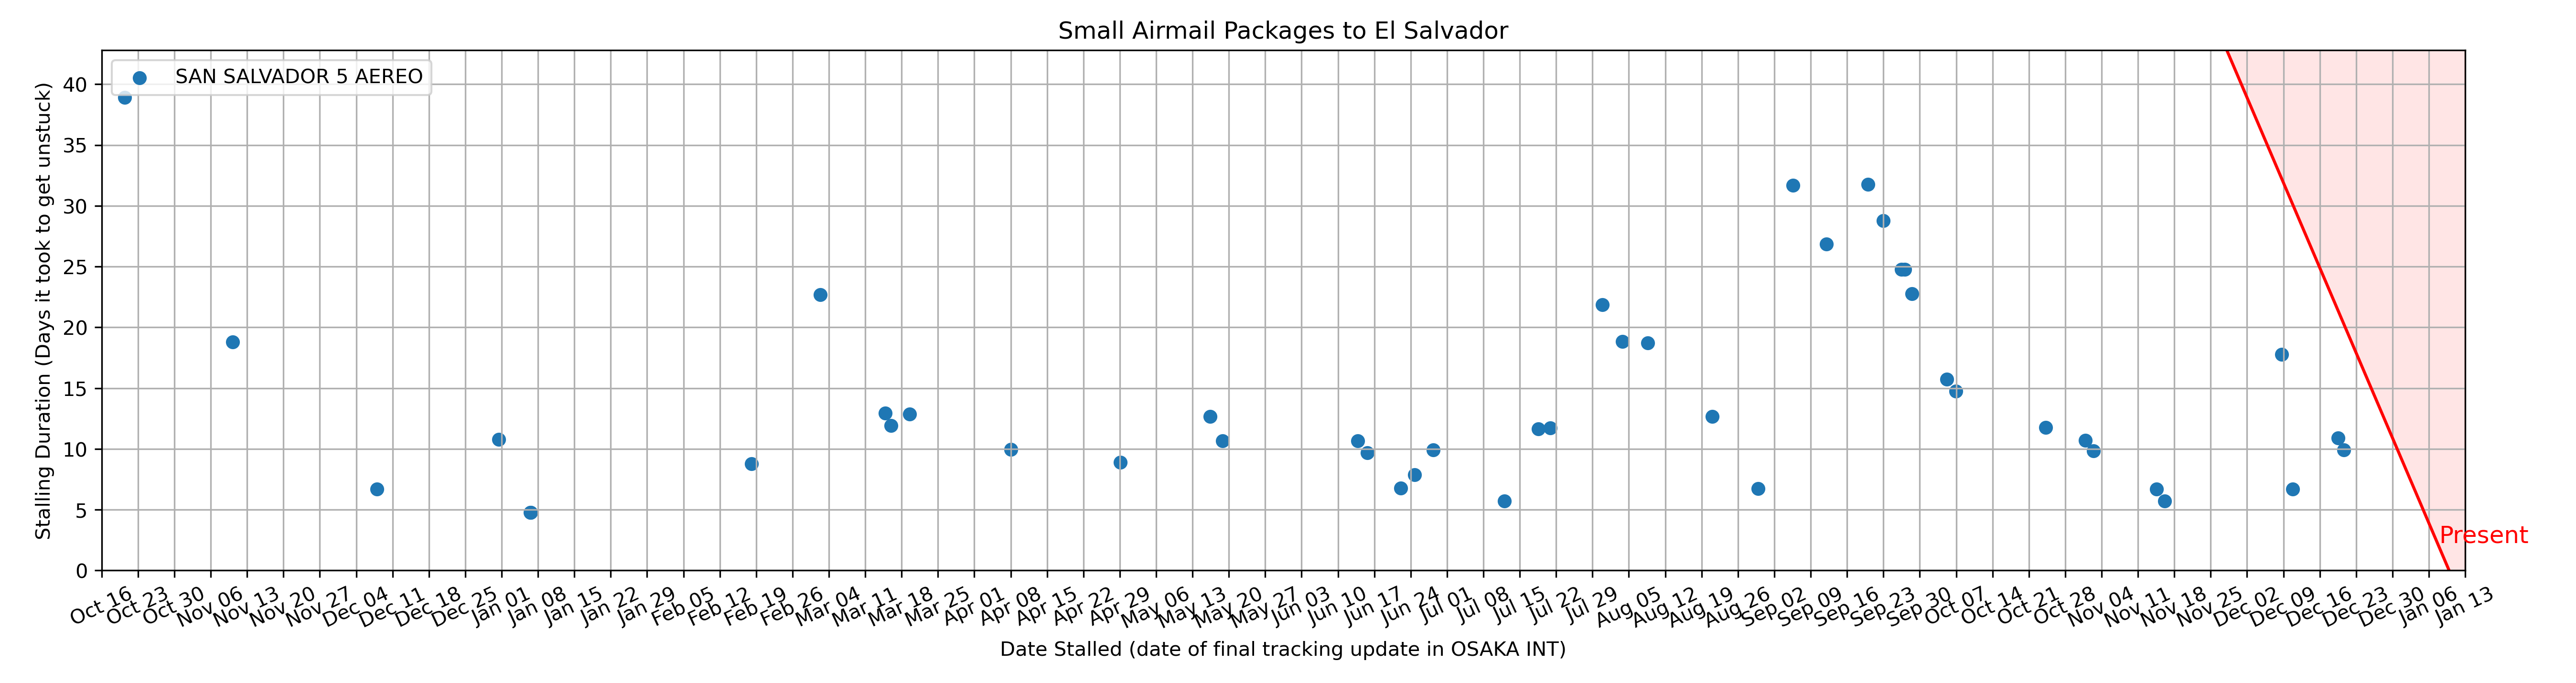 Small Airmail Packages to El Salvador
SAN SALVADOR 5 AEREO
Stalling Duration (Days it took to get unstuck)
40
35
30
25
20
15
10
5
0
Present
Oct 16 Oct 23 Oct 30 Nov 06 Nov 13 Nov 20 Nov 27 Dec 04 Dec 11 Dec 18 Dec 25 Jan 01 Jan 08 Jan 15 Jan 22 Jan 29 Feb 05 Feb 12 Feb 19 Feb 26 Mar 04 Mar 11 Mar 18 Mar 25 Apr 01 Apr 08 Apr 15 Apr 22 Apr 29 May 06 May 13 May 20 May 27 Jun 03 Jun 10 Jun 17 Jun 24 Jul 01 Jul 08 Jul 15 Jul 22 Jul 29 Aug 05 Aug 12 Aug 19 Aug 26 Sep 02 Sep 09 Sep 16 Sep 23 Sep 30 Oct 07 Oct 14 Oct 21 Oct 28 Nov 04 Nov 11 Nov 18 Nov 25 Dec 02 Dec 09 Dec 16 Dec 23 Dec 30 Jan 06 Jan 13
Date Stalled (date of final tracking update in OSAKA INT)